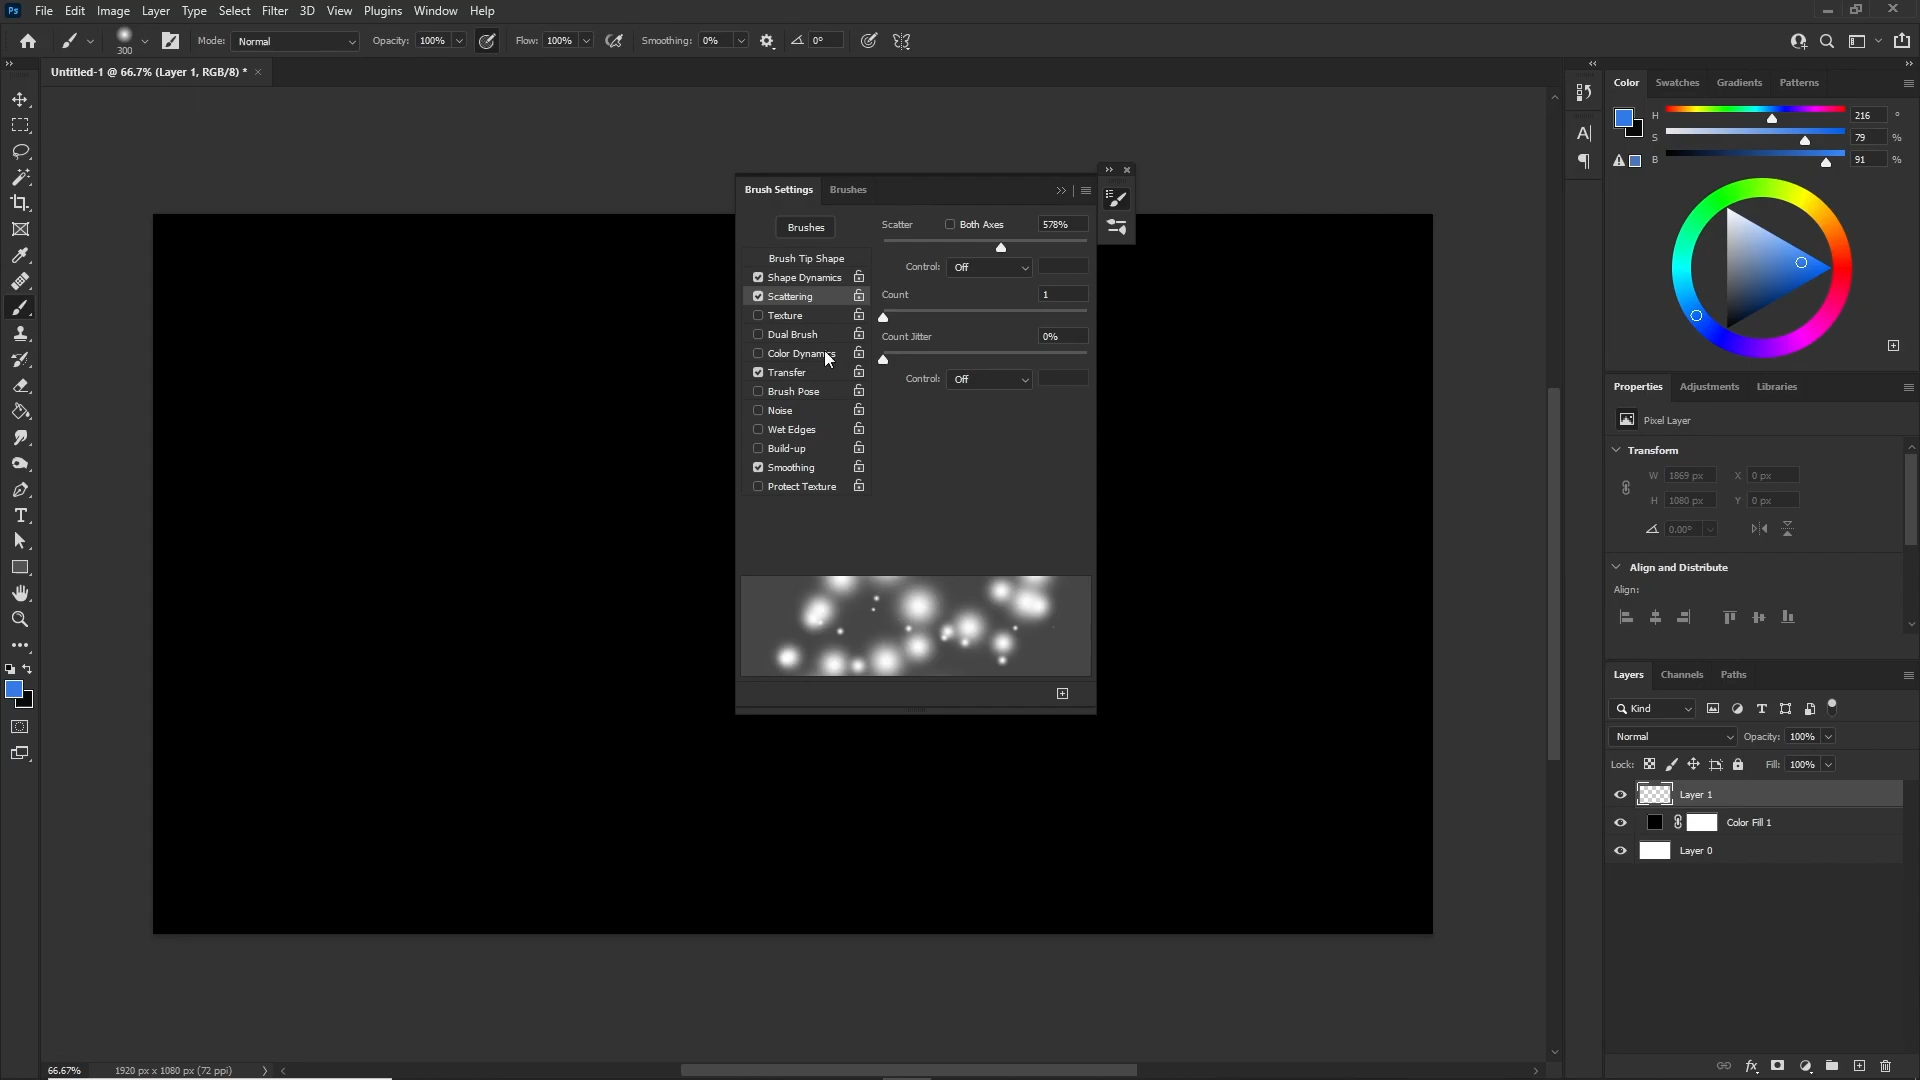 Ps File Edit Image Layer Type Select Filter 3D View Plugins Window Help
300 Mode: Normal Opacity: 100% Flow: 100% Smoothing: 0% 0°
Untitled-1 @ 66.7% (Layer 1, RGB/8) * ×
Brush Settings Brushes
Brushes
Brush Tip Shape
Shape Dynamics
Scattering
Texture
Dual Brush
Color Dynamics
Transfer
Brush Pose
Noise
Wet Edges
Build-up
Smoothing
Protect Texture
Scatter Both Axes 578%
Control: Off
Count 1
Count Jitter 0%
Control: Off
Color Swatches Gradients Patterns
H 216 °
S 79 %
B 91 %
Properties Adjustments Libraries
Pixel Layer
Transform
W 1869 px X 0 px
H 1080 px Y 0 px
0.00°
Align and Distribute
Align:
Layers Channels Paths
Kind
Normal Opacity: 100%
Lock: Fill: 100%
Layer 1
Color Fill 1
Layer 0
fx
66.67% 1920 px x 1080 px (72 ppi)